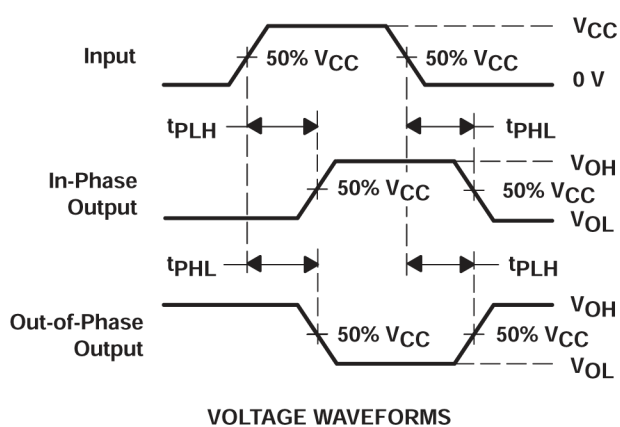 VCC
Input
50% VCC
50% VCC
0 V
tPLH
tPHL
VOH
In-Phase
Output
50% VCC
50% VCC
VOL
tPHL
tPLH
VOH
Out-of-Phase
Output
50% VCC
50% VCC
VOL
VOLTAGE WAVEFORMS